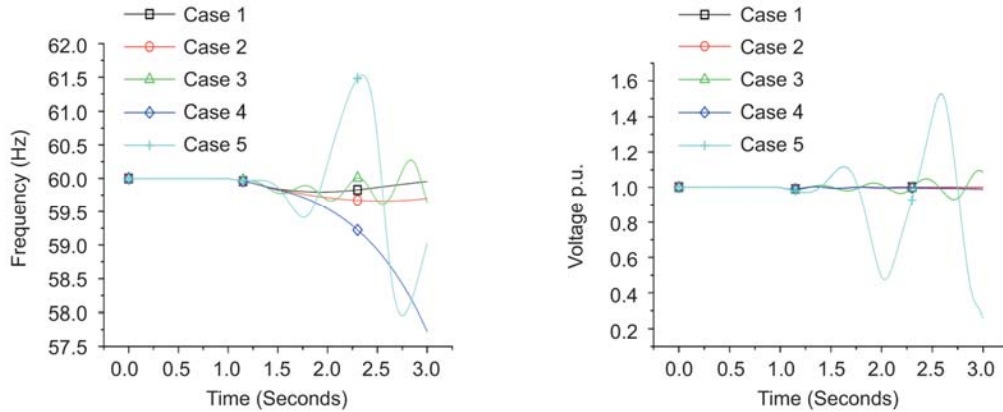 Case 1
Case 2
Case 3
Case 4
Case 5
62.0
61.5
61.0
60.5
60.0
59.5
59.0
58.5
58.0
57.5
Frequency (Hz)
0.0 0.5 1.0 1.5 2.0 2.5 3.0
Time (Seconds)
Case 1
Case 2
Case 3
Case 4
Case 5
1.6
1.4
1.2
1.0
0.8
0.6
0.4
0.2
Voltage p.u.
0.0 0.5 1.0 1.5 2.0 2.5 3.0
Time (Seconds)